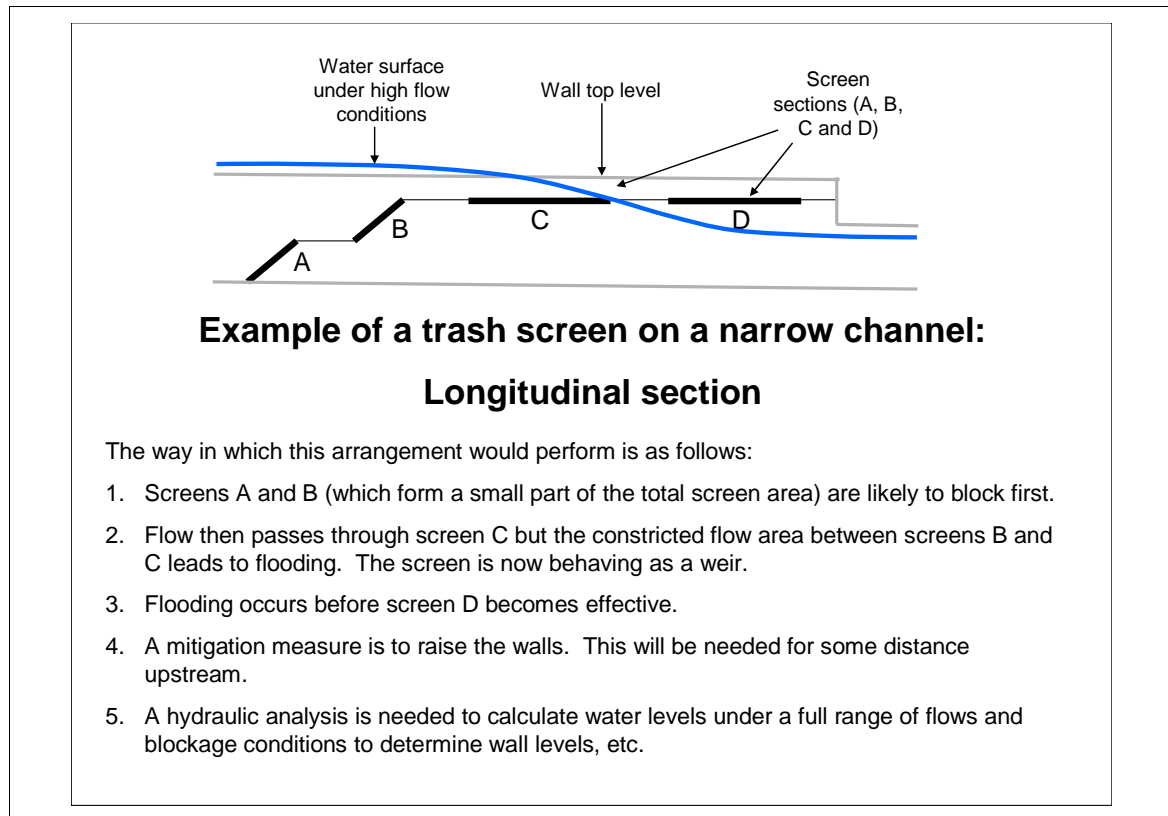 Water surface
under high flow
conditions
Wall top level
Screen
sections (A, B,
C and D)
A
B
C
D
Example of a trash screen on a narrow channel:
Longitudinal section
The way in which this arrangement would perform is as follows:
1. Screens A and B (which form a small part of the total screen area) are likely to block first.
2. Flow then passes through screen C but the constricted flow area between screens B and
C leads to flooding. The screen is now behaving as a weir.
3. Flooding occurs before screen D becomes effective.
4. A mitigation measure is to raise the walls. This will be needed for some distance
upstream.
5. A hydraulic analysis is needed to calculate water levels under a full range of flows and
blockage conditions to determine wall levels, etc.